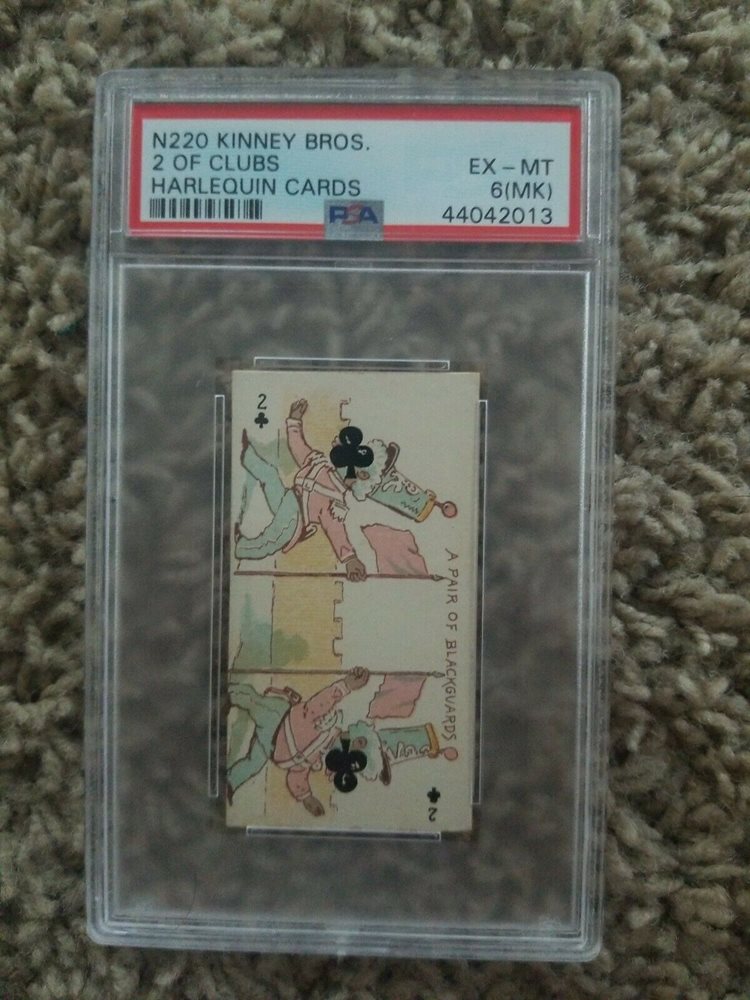 N220 KINNEY BROS.
2 OF CLUBS
EX - MT
HARLEQUIN CARDS
6(MK)
PSA
44042013
2
A PAIR OF BLACKGUARDS
2